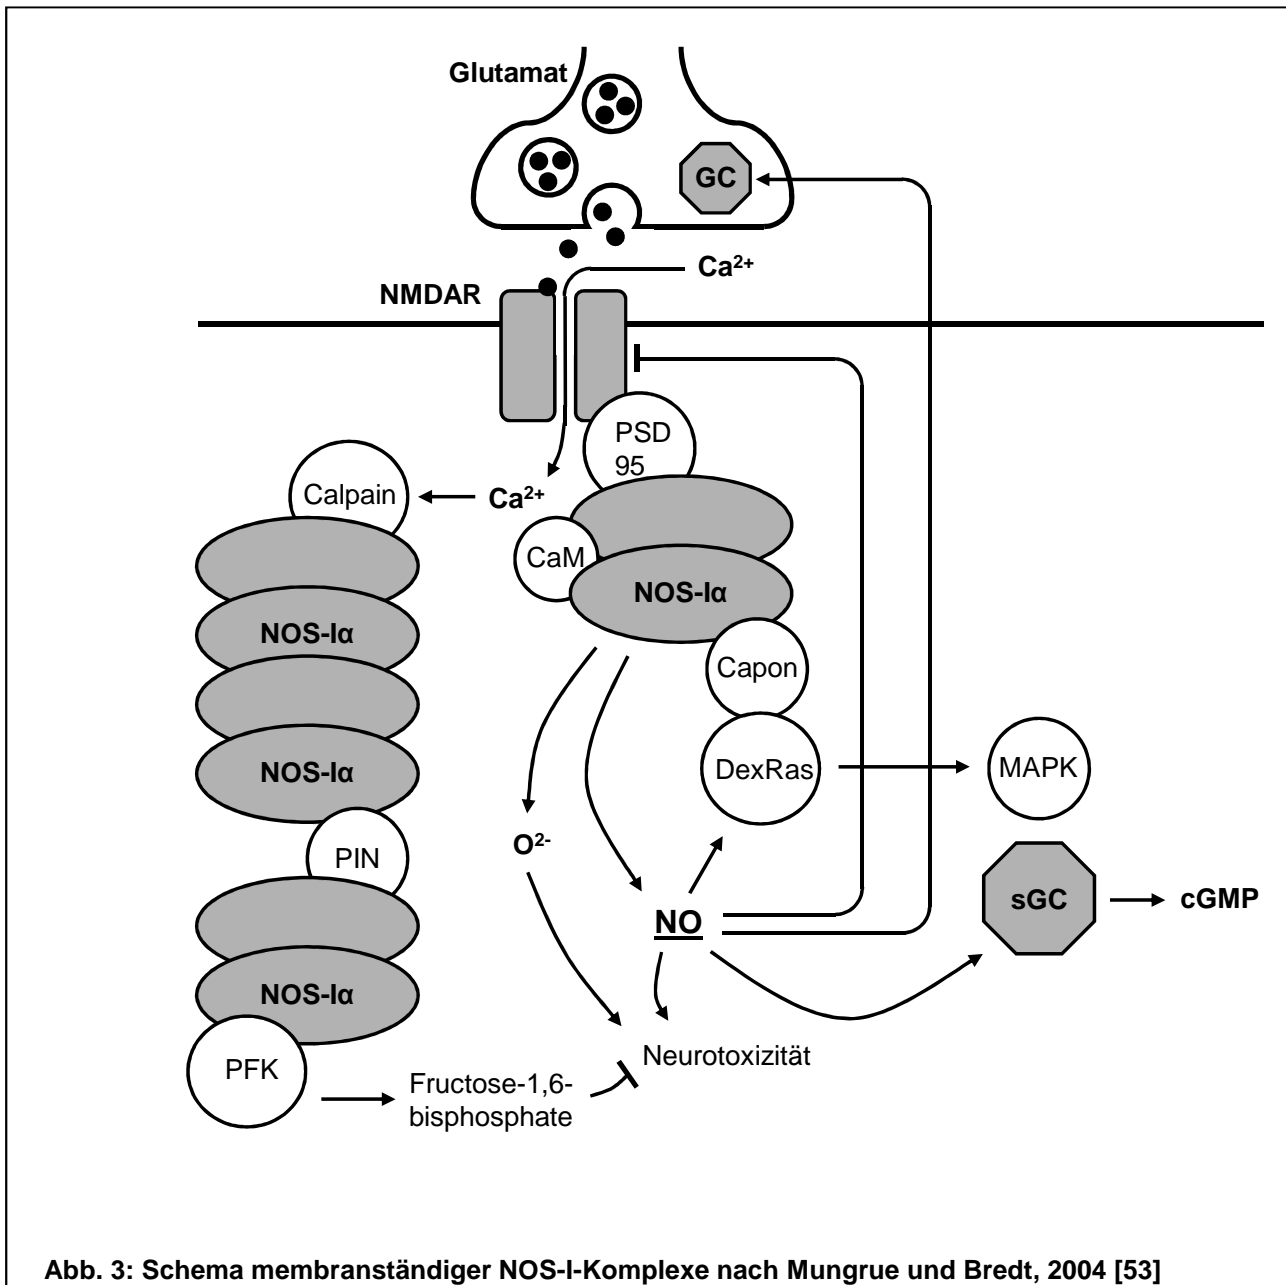 Glutamat
GC
Ca²⁺
NMDAR
PSD
95
Calpain
Ca²⁺
CaM
NOS-Iα
NOS-Iα
Capon
NOS-Iα
DexRas
MAPK
O²⁻
PIN
sGC
cGMP
NO
NOS-Iα
Neurotoxizität
PFK
Fructose-1,6-
bisphosphate
Abb. 3: Schema membranständiger NOS-I-Komplexe nach Mungrue und Bredt, 2004 [53]